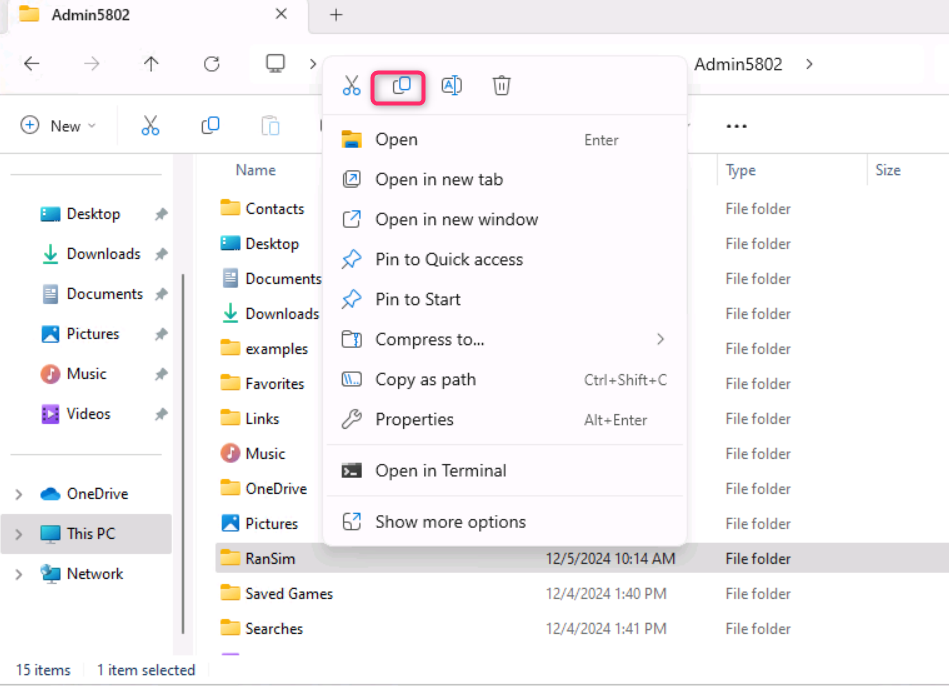 Admin5802
Admin5802
New
Open Enter
Open in new tab
Open in new window
Pin to Quick access
Pin to Start
Compress to...
Copy as path Ctrl+Shift+C
Properties Alt+Enter
Open in Terminal
Show more options
Name Type Size
Desktop
Downloads
Documents
Pictures
Music
Videos
OneDrive
This PC
Network
Contacts File folder
Desktop File folder
Documents File folder
Downloads File folder
examples File folder
Favorites File folder
Links File folder
Music File folder
OneDrive File folder
Pictures File folder
RanSim 12/5/2024 10:14 AM File folder
Saved Games 12/4/2024 1:40 PM File folder
Searches 12/4/2024 1:41 PM File folder
15 items 1 item selected